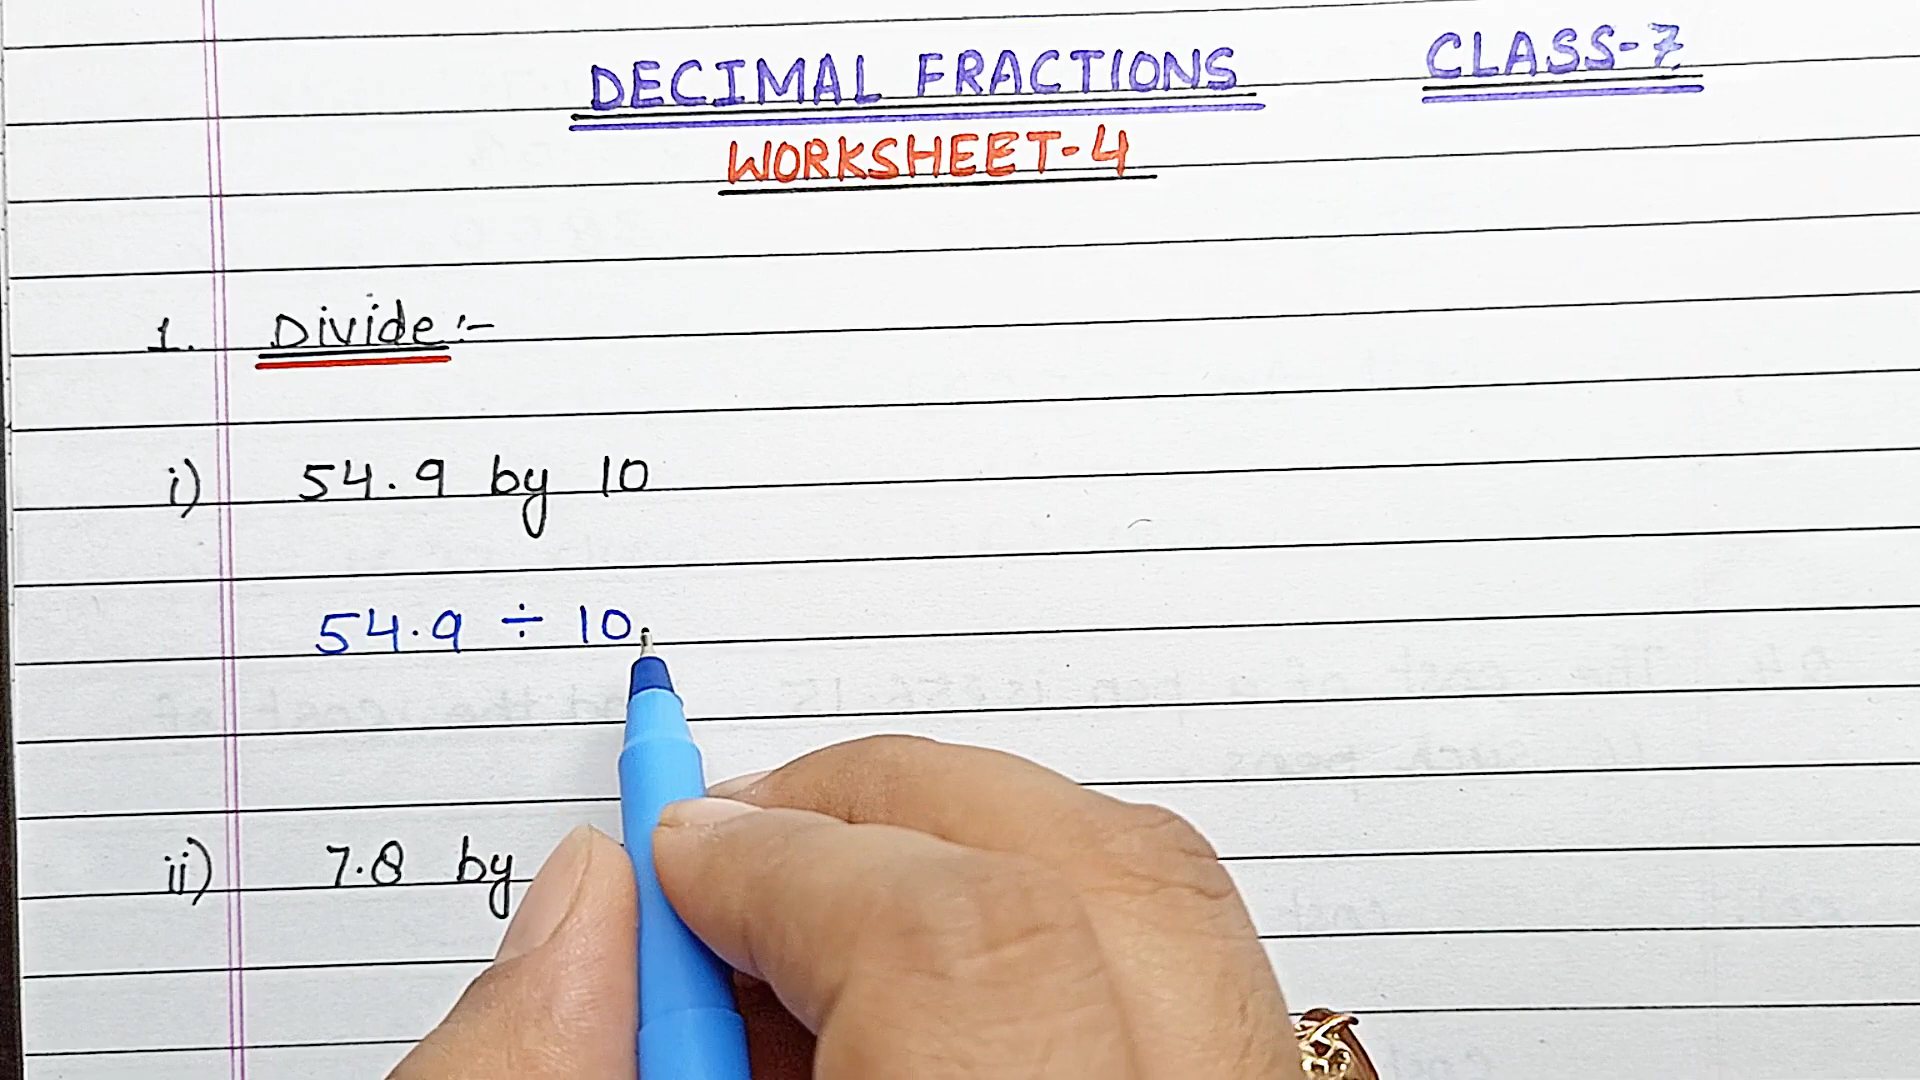 DECIMAL FRACTIONS CLASS-7
WORKSHEET-4
1. Divide:-
i) 54.9 by 10
54.9 ÷ 10
ii) 7.8 by